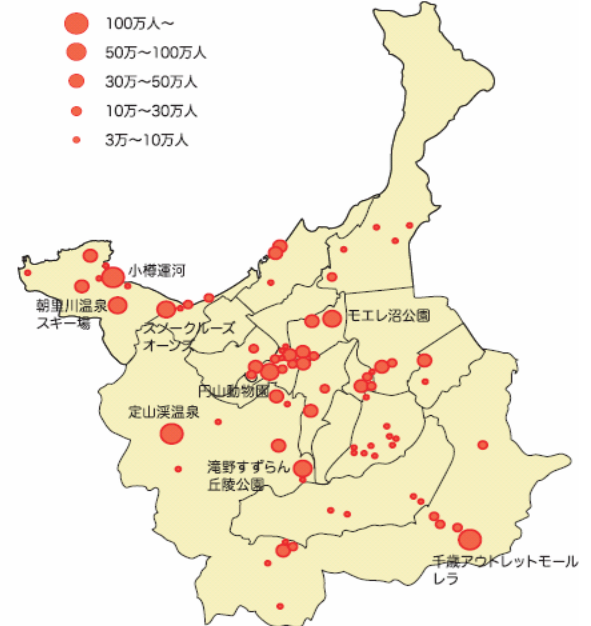 100万人～
50万～100万人
30万～50万人
10万～30万人
3万～10万人
小樽運河
朝里川温泉
スキー場
スノークルーズ
オーンズ
モエレ沼公園
円山動物園
定山渓温泉
滝野すずらん
丘陵公園
千歳アウトレットモール
レラ